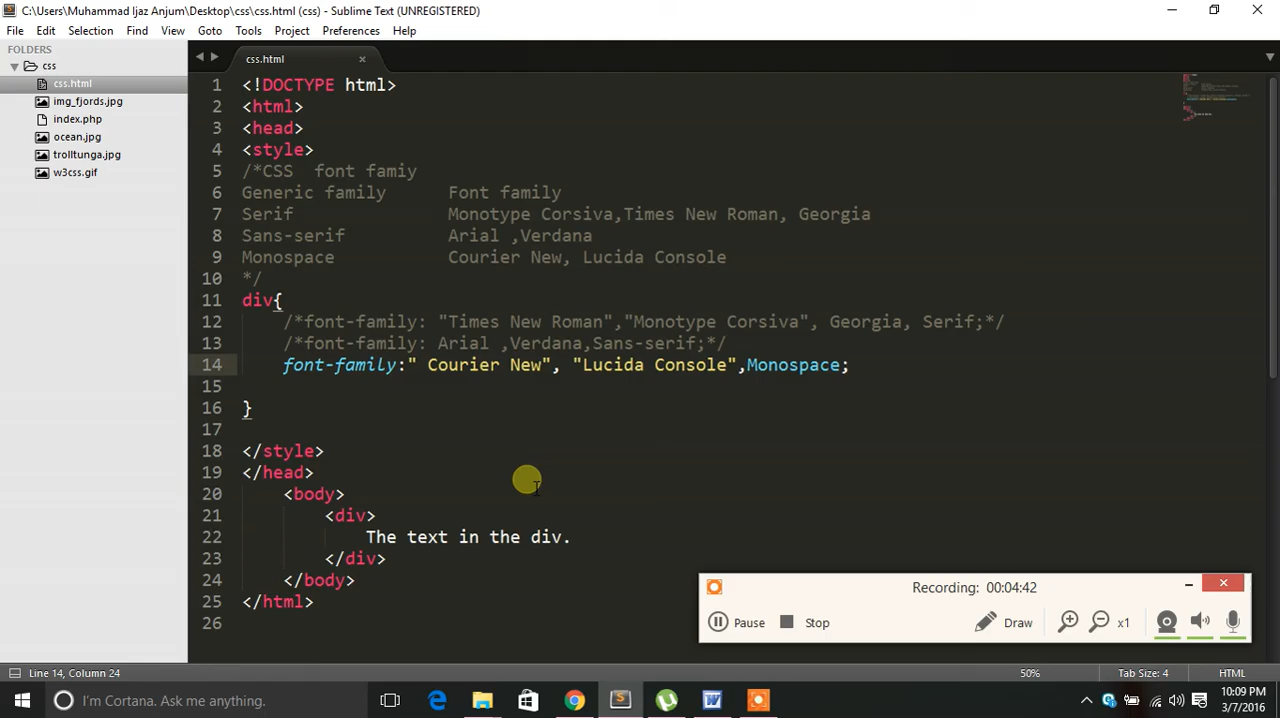 C:\Users\Muhammad Ijaz Anjum\Desktop\css\css.html (css) - Sublime Text (UNREGISTERED)
File Edit Selection Find View Goto Tools Project Preferences Help
FOLDERS
css
css.html
img_fjords.jpg
index.php
ocean.jpg
trolltunga.jpg
w3css.gif
css.html
1 <!DOCTYPE html>
2 <html>
3 <head>
4 <style>
5 /*CSS  font famiy
6 Generic family      Font family
7 Serif               Monotype Corsiva,Times New Roman, Georgia
8 Sans-serif          Arial ,Verdana
9 Monospace           Courier New, Lucida Console
10 */
11 div{
12     /*font-family: "Times New Roman","Monotype Corsiva", Georgia, Serif;*/
13     /*font-family: Arial ,Verdana,Sans-serif;*/
14     font-family:" Courier New", "Lucida Console",Monospace;
15
16 }
17
18 </style>
19 </head>
20     <body>
21         <div>
22             The text in the div.
23         </div>
24     </body>
25 </html>
26
Recording: 00:04:42
Pause Stop Draw x1
Line 14, Column 24 50% Tab Size: 4 HTML
I'm Cortana. Ask me anything.
10:09 PM
3/7/2016